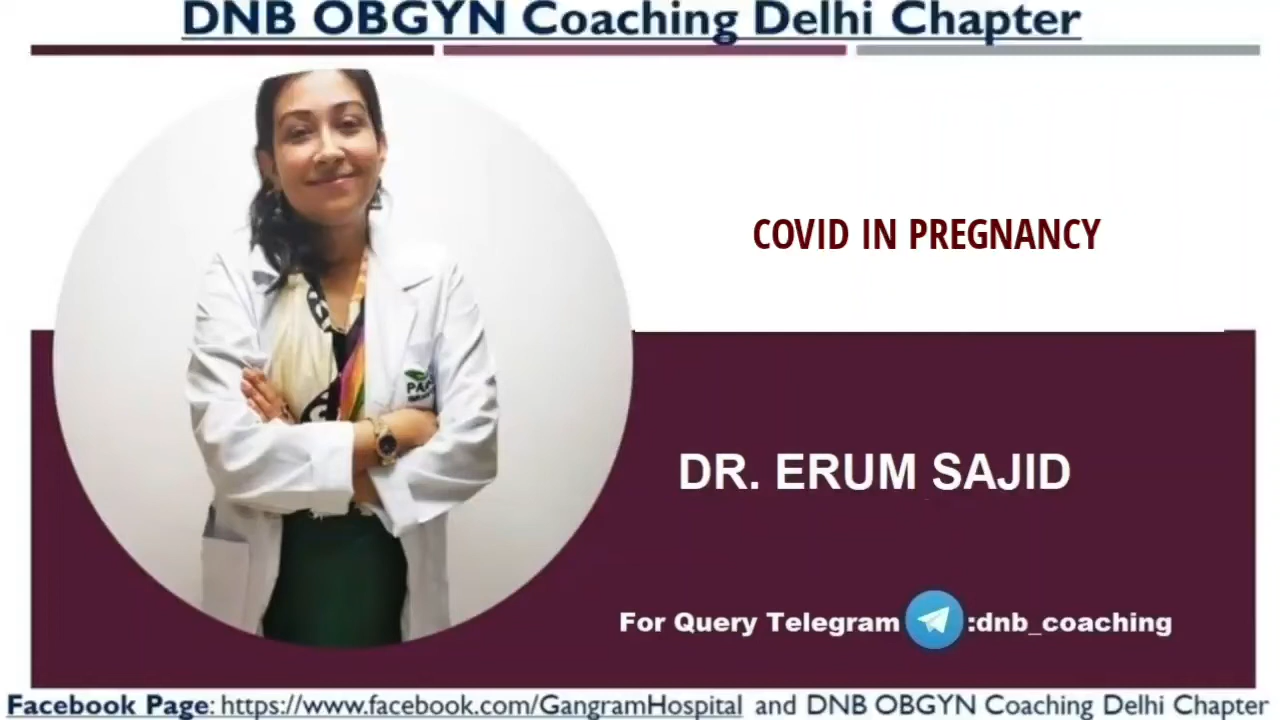 DNB OBGYN Coaching Delhi Chapter
COVID IN PREGNANCY
DR. ERUM SAJID
For Query Telegram :dnb_coaching
Facebook Page: https://www.facebook.com/GangramHospital and DNB OBGYN Coaching Delhi Chapter